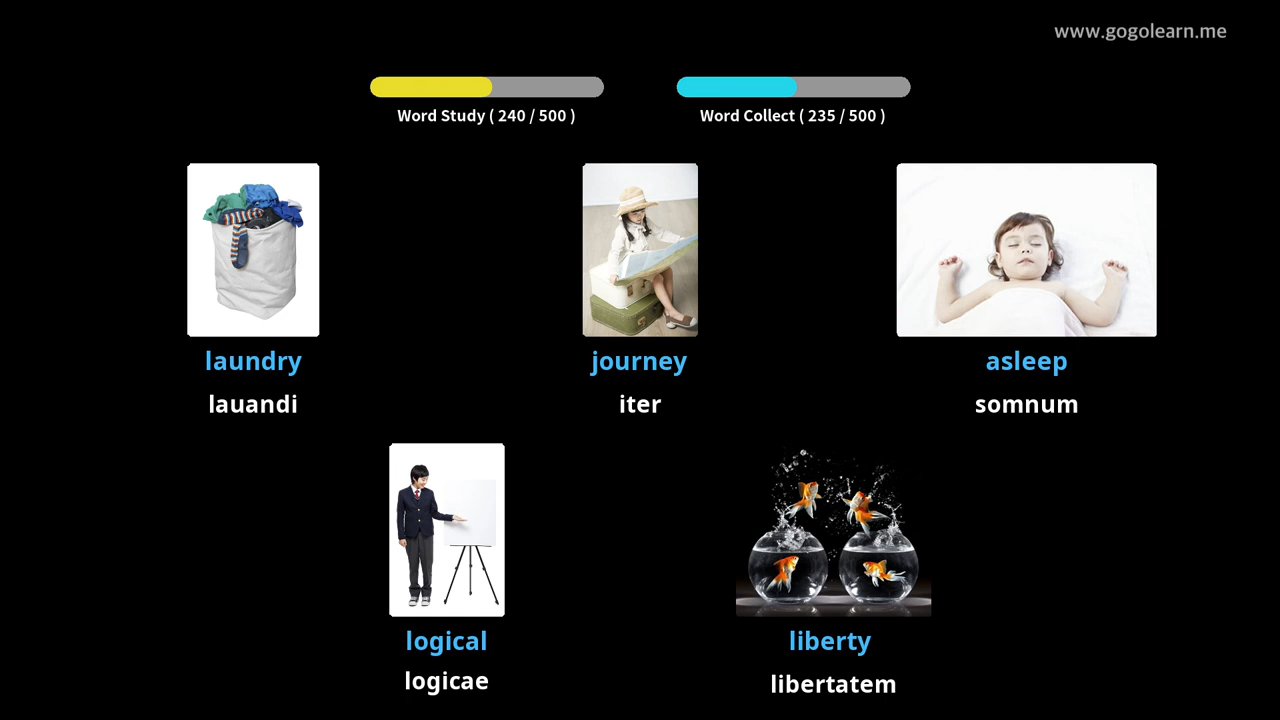 www.gogolearn.me
Word Study ( 240 / 500 )
Word Collect ( 235 / 500 )
laundry
lauandi
journey
iter
asleep
somnum
logical
logicae
liberty
libertatem